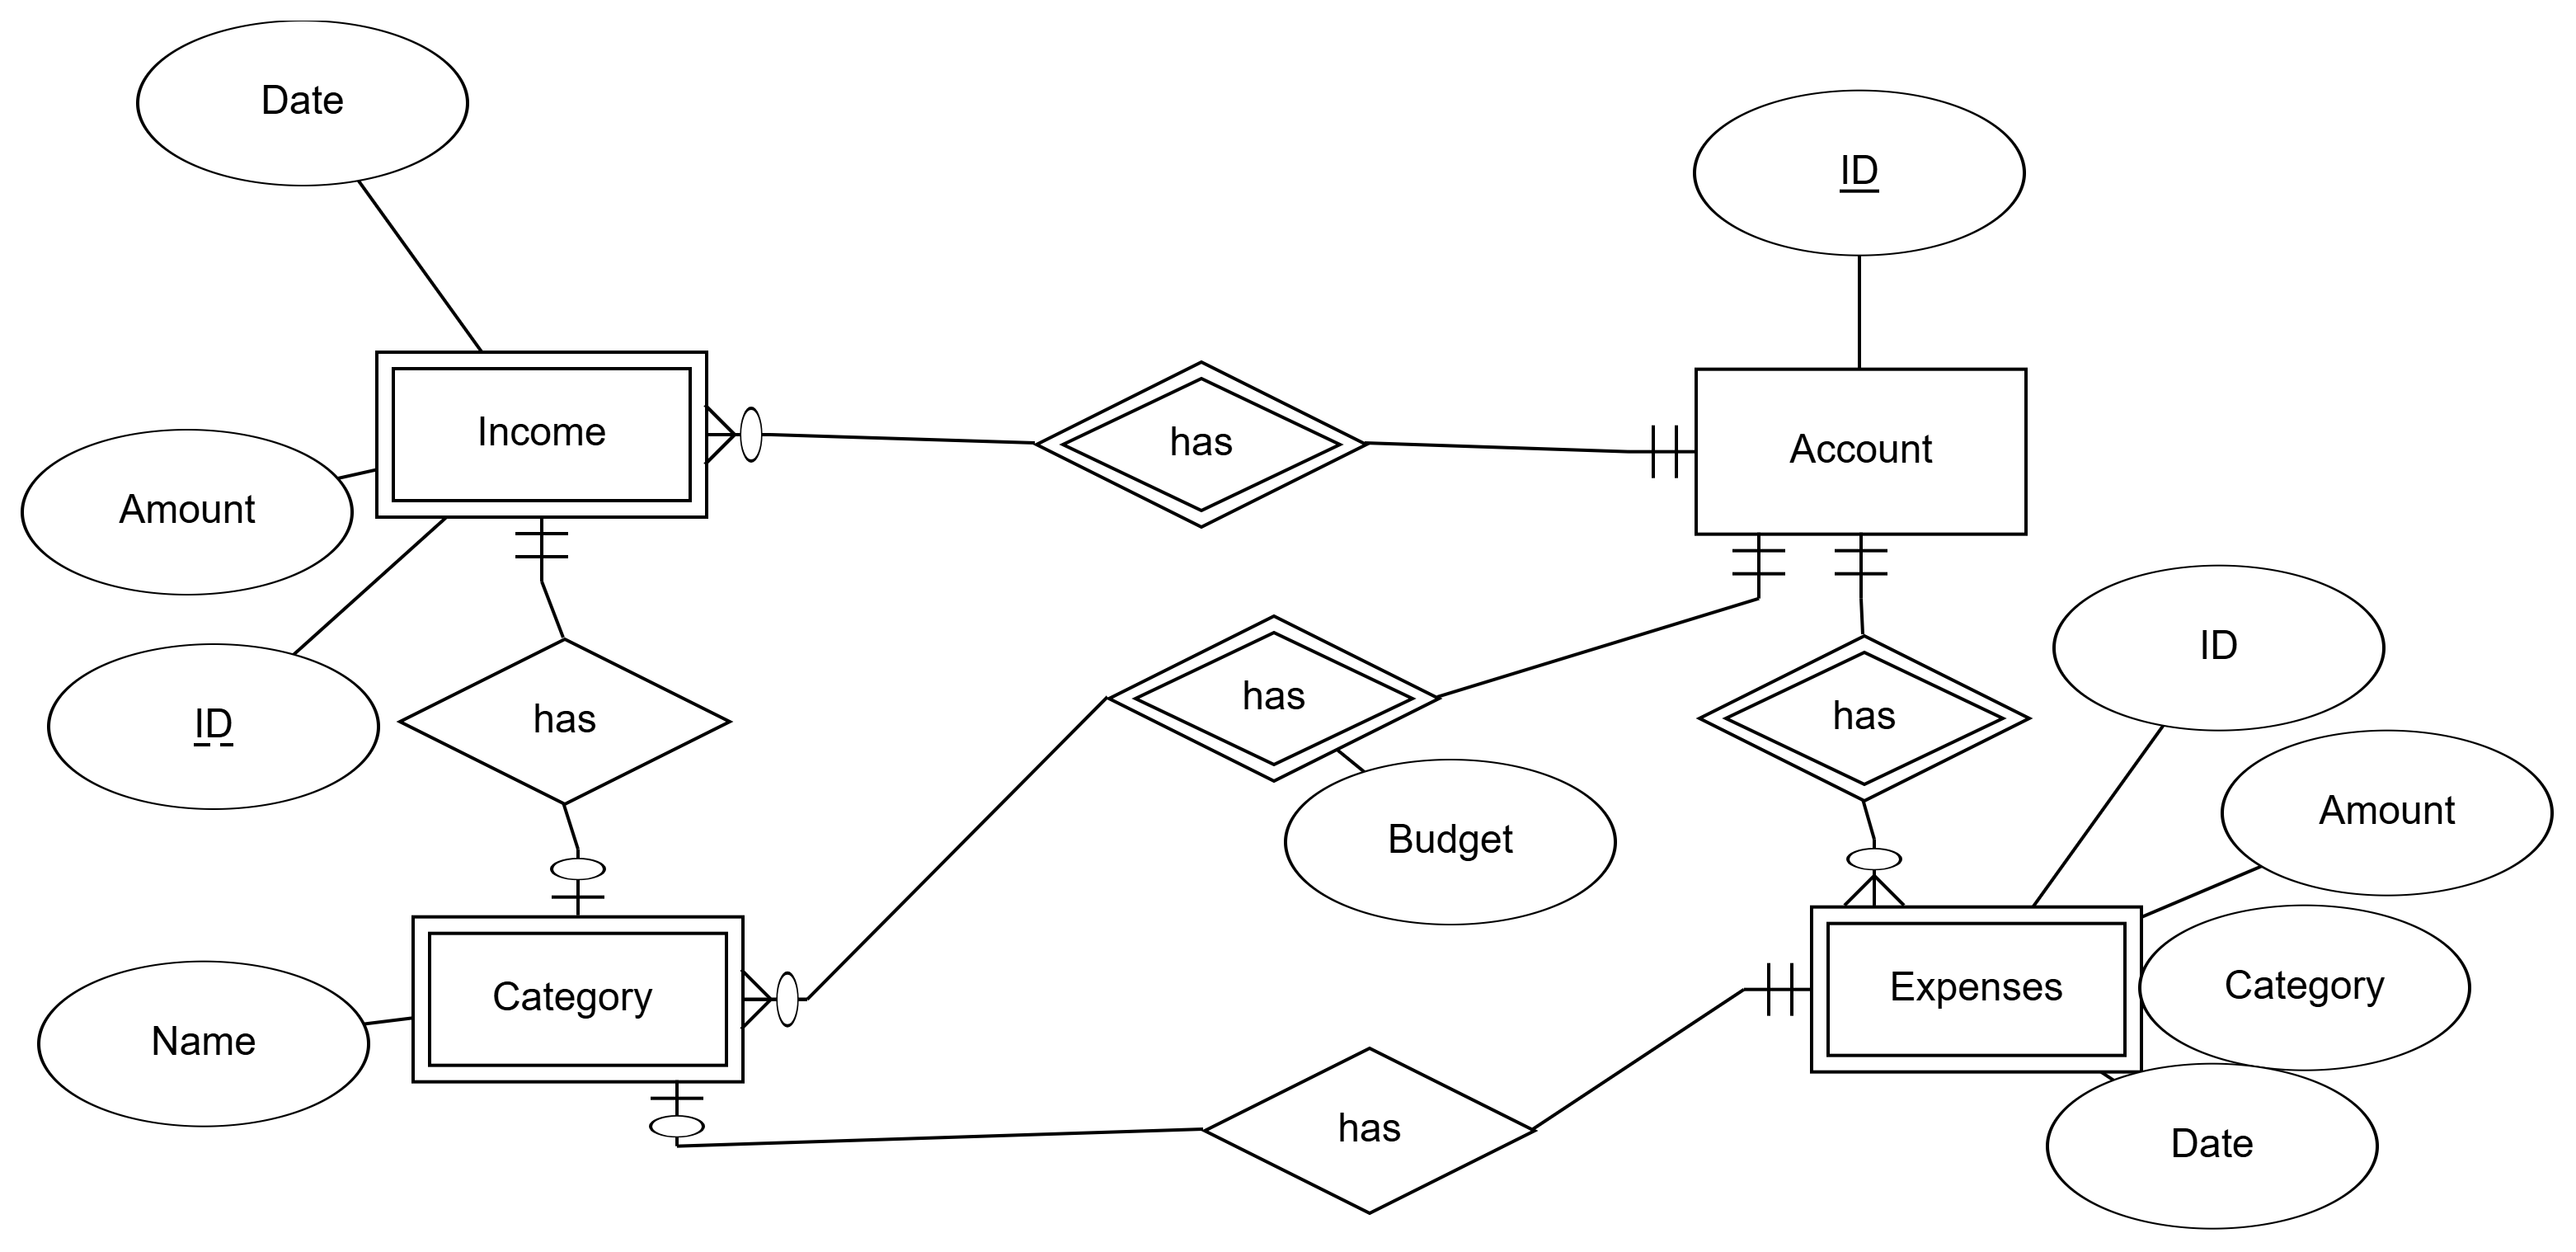 Date
ID
Income
has
Account
Amount
ID
has
has
has
ID
Budget
Amount
Name
Category
Expenses
Category
has
Date